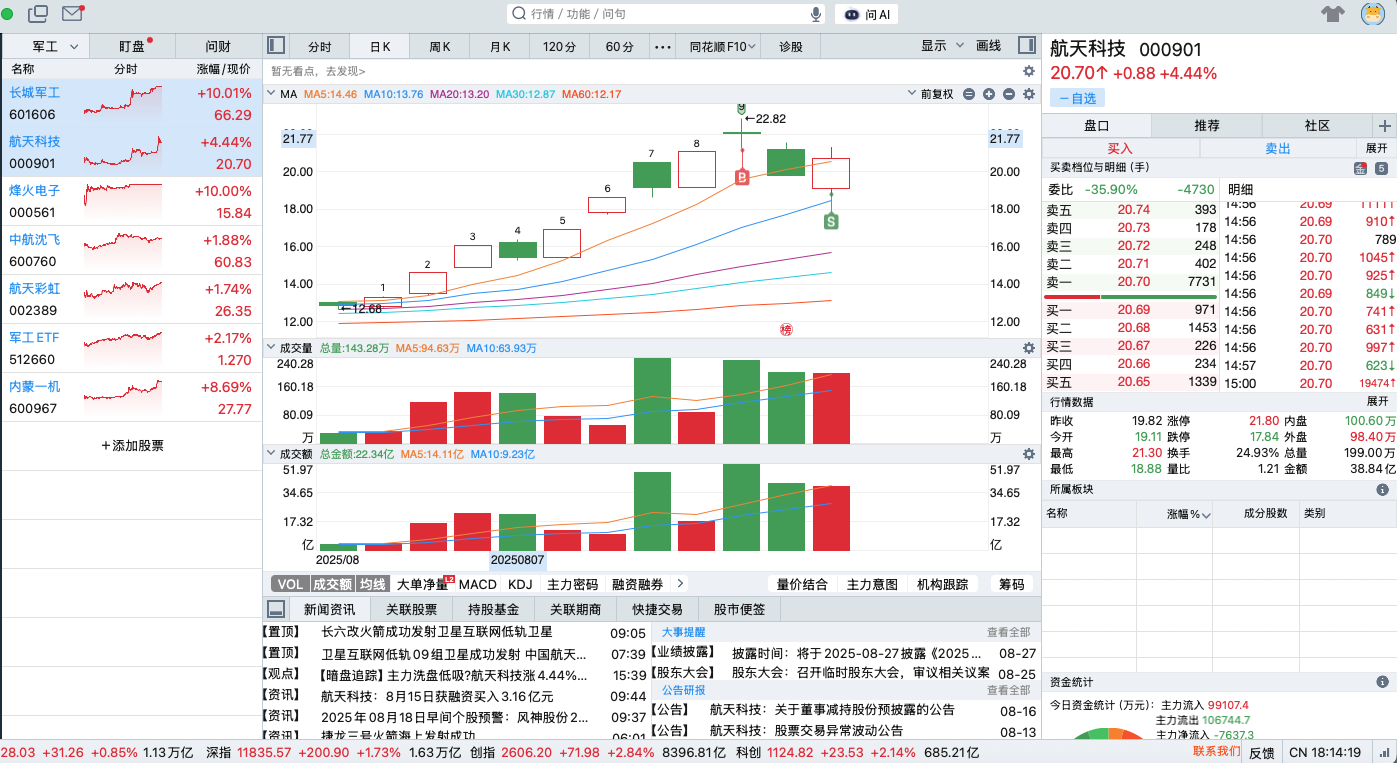 行情 / 功能 / 问句
问 AI
军工
盯盘
问财
名称
分时
涨幅/现价
长城军工 +10.01%
601606 66.29
航天科技 +4.44%
000901 20.70
烽火电子 +10.00%
000561 15.84
中航沈飞 +1.88%
600760 60.83
航天彩虹 +1.74%
002389 26.35
军工ETF +2.17%
512660 1.270
内蒙一机 +8.69%
600967 27.77
+添加股票
分时 日K 周K 月K 120分 60分 ••• 同花顺F10 诊股 显示 画线
暂无看点，去发现>
MA MA5:14.46 MA10:13.76 MA20:13.20 MA30:12.87 MA60:12.17 前复权
21.77
20.00
18.00
16.00
14.00
12.00
←12.68
1
2
3
4
5
6
7
8
9
←22.82
B
S
榜
21.77
20.00
18.00
16.00
14.00
12.00
成交量 总量:143.28万 MA5:94.63万 MA10:63.93万
240.28 240.28
160.18 160.18
80.09 80.09
万 万
成交额 总金额:22.34亿 MA5:14.11亿 MA10:9.23亿
51.97 51.97
34.65 34.65
17.32 17.32
亿 亿
2025/08 20250807
VOL 成交额 均线 大单净量 L2 MACD KDJ 主力密码 融资融券 > 量价结合 主力意图 机构跟踪 筹码
新闻资讯 关联股票 持股基金 关联期商 快捷交易 股市便签
【置顶】 长六改火箭成功发射卫星互联网低轨卫星 09:05
【置顶】 卫星互联网低轨09组卫星成功发射 中国航天... 07:39
【观点】 【暗盘追踪】主力洗盘低吸?航天科技涨4.44%... 15:39
【资讯】 航天科技：8月15日获融资买入3.16亿元 09:44
【资讯】 2025年08月18日早间个股预警：风神股份2... 09:37
【资讯】 捷龙三号火箭海上发射成功 06:01
大事提醒 查看全部
【业绩披露】 披露时间：将于2025-08-27披露《2025... 08-27
【股东大会】 股东大会：召开临时股东大会，审议相关议案 08-25
公告研报 查看全部
【公告】 航天科技：关于董事减持股份预披露的公告 08-16
【公告】 航天科技：股票交易异常波动公告 08-13
航天科技 000901
20.70↑ +0.88 +4.44%
－自选
盘口 推荐 社区 +
买入 卖出 展开
买卖档位与明细 (手) 金 5
委比 -35.90% -4730 明细
卖五 20.74 393
卖四 20.73 178
卖三 20.72 248
卖二 20.71 402
卖一 20.70 7731
买一 20.69 971
买二 20.68 1453
买三 20.67 226
买四 20.66 234
买五 20.65 1339
14:56 20.69 1111↑
14:56 20.69 910↑
14:56 20.70 789
14:56 20.70 1045↑
14:56 20.70 925↑
14:56 20.69 849↓
14:56 20.70 741↑
14:56 20.70 631↑
14:56 20.70 997↑
14:57 20.70 623↓
15:00 20.70 19474↑
行情数据 展开
昨收 19.82 涨停 21.80 内盘 100.60万
今开 19.11 跌停 17.84 外盘 98.40万
最高 21.30 换手 24.93% 总量 199.00万
最低 18.88 量比 1.21 金额 38.84亿
所属板块
名称 涨幅% 成分股数 类别
资金统计
今日资金统计 (万元)：主力流入 99107.4
主力流出 106744.7
主力净流入 -7637.3
28.03 +31.26 +0.85% 1.13万亿 深指 11835.57 +200.90 +1.73% 1.63万亿 创指 2606.20 +71.98 +2.84% 8396.81亿 科创 1124.82 +23.53 +2.14% 685.21亿 联系我们 反馈 CN 18:14:19